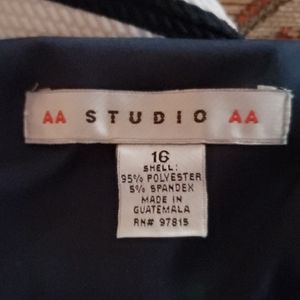 AA STUDIO AA
16
SHELL:
95% POLYESTER
5% SPANDEX
MADE IN
GUATEMALA
RN# 97815